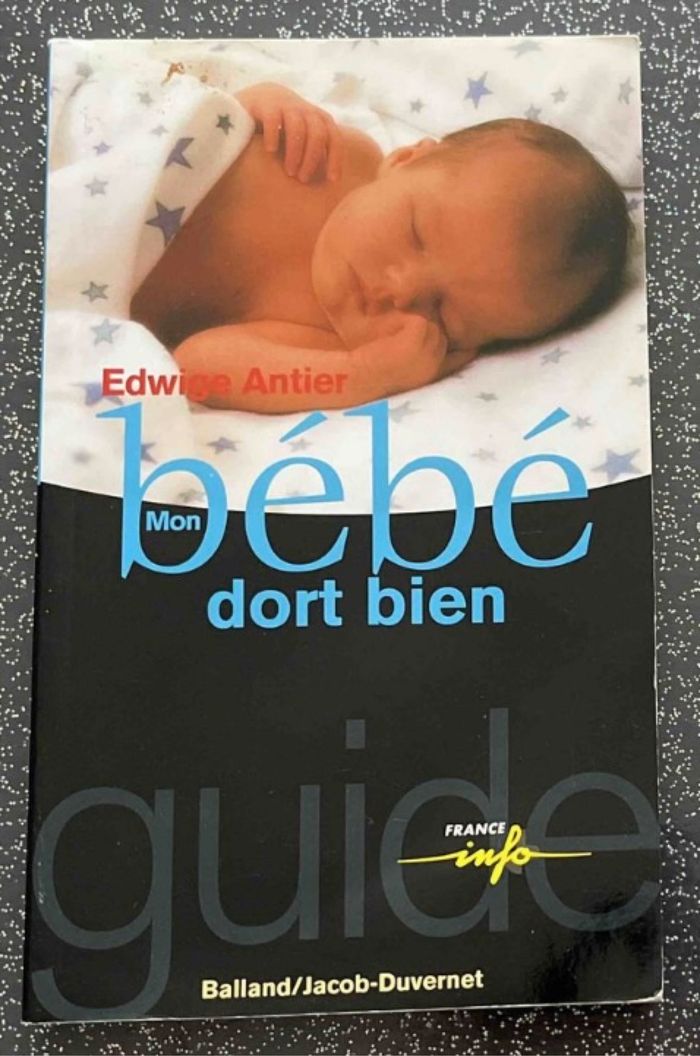 Edwige Antier
Mon bébé
dort bien
guide
FRANCE
info
Balland/Jacob-Duvernet